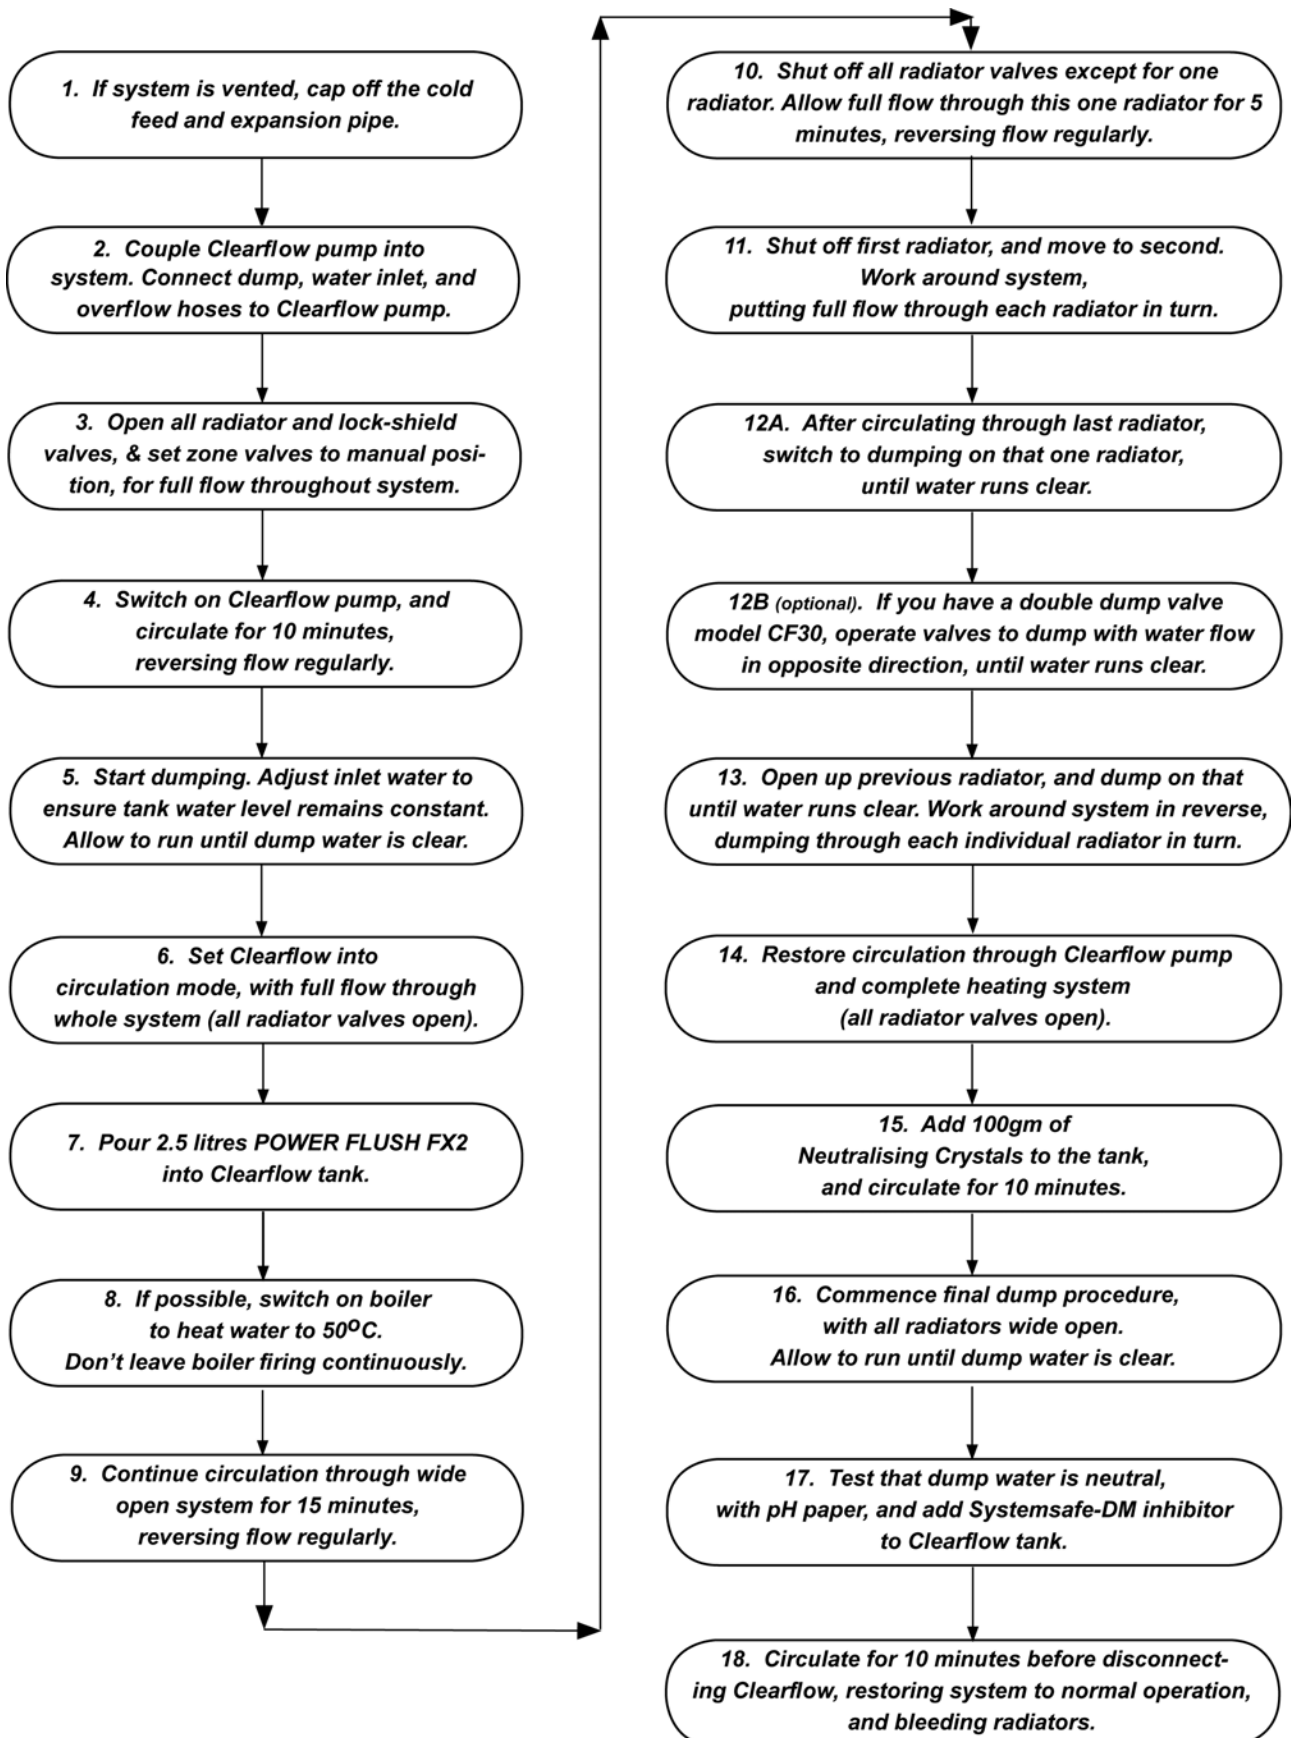 1. If system is vented, cap off the cold
feed and expansion pipe.
2. Couple Clearflow pump into
system. Connect dump, water inlet, and
overflow hoses to Clearflow pump.
3. Open all radiator and lock-shield
valves, & set zone valves to manual posi-
tion, for full flow throughout system.
4. Switch on Clearflow pump, and
circulate for 10 minutes,
reversing flow regularly.
5. Start dumping. Adjust inlet water to
ensure tank water level remains constant.
Allow to run until dump water is clear.
6. Set Clearflow into
circulation mode, with full flow through
whole system (all radiator valves open).
7. Pour 2.5 litres POWER FLUSH FX2
into Clearflow tank.
8. If possible, switch on boiler
to heat water to 50ºC.
Don't leave boiler firing continuously.
9. Continue circulation through wide
open system for 15 minutes,
reversing flow regularly.
10. Shut off all radiator valves except for one
radiator. Allow full flow through this one radiator for 5
minutes, reversing flow regularly.
11. Shut off first radiator, and move to second.
Work around system,
putting full flow through each radiator in turn.
12A. After circulating through last radiator,
switch to dumping on that one radiator,
until water runs clear.
12B (optional). If you have a double dump valve
model CF30, operate valves to dump with water flow
in opposite direction, until water runs clear.
13. Open up previous radiator, and dump on that
until water runs clear. Work around system in reverse,
dumping through each individual radiator in turn.
14. Restore circulation through Clearflow pump
and complete heating system
(all radiator valves open).
15. Add 100gm of
Neutralising Crystals to the tank,
and circulate for 10 minutes.
16. Commence final dump procedure,
with all radiators wide open.
Allow to run until dump water is clear.
17. Test that dump water is neutral,
with pH paper, and add Systemsafe-DM inhibitor
to Clearflow tank.
18. Circulate for 10 minutes before disconnect-
ing Clearflow, restoring system to normal operation,
and bleeding radiators.